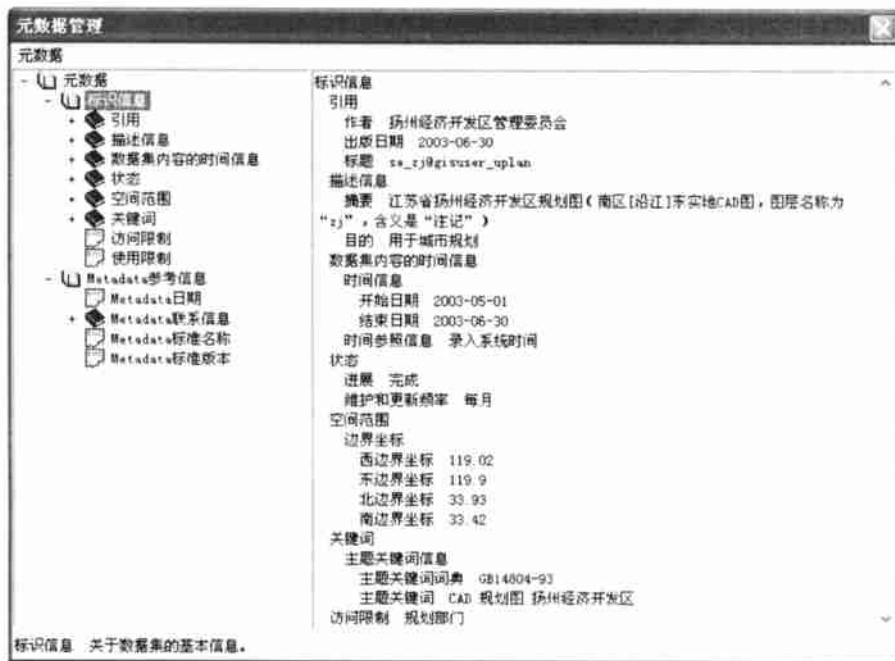 元数据管理
元数据
- 元数据
- 标识信息
+ 引用
+ 描述信息
+ 数据集内容的时间信息
+ 状态
+ 空间范围
+ 关键词
访问限制
使用限制
- Metadata参考信息
Metadata日期
+ Metadata联系信息
Metadata标准名称
Metadata标准版本
标识信息
引用
作者 扬州经济开发区管理委员会
出版日期 2003-06-30
标题 sa_zj@gisuser_uplan
描述信息
摘要 江苏省扬州经济开发区规划图(南区[沿江]东实地CAD图,图层名称为
“zj”,含义是“注记”)
目的 用于城市规划
数据集内容的时间信息
时间信息
开始日期 2003-05-01
结束日期 2003-06-30
时间参照信息 录入系统时间
状态
进展 完成
维护和更新频率 每月
空间范围
边界坐标
西边界坐标 119.02
东边界坐标 119.9
北边界坐标 33.93
南边界坐标 33.42
关键词
主题关键词信息
主题关键词词典 GB14804-93
主题关键词 CAD 规划图 扬州经济开发区
访问限制 规划部门
标识信息 关于数据集的基本信息。